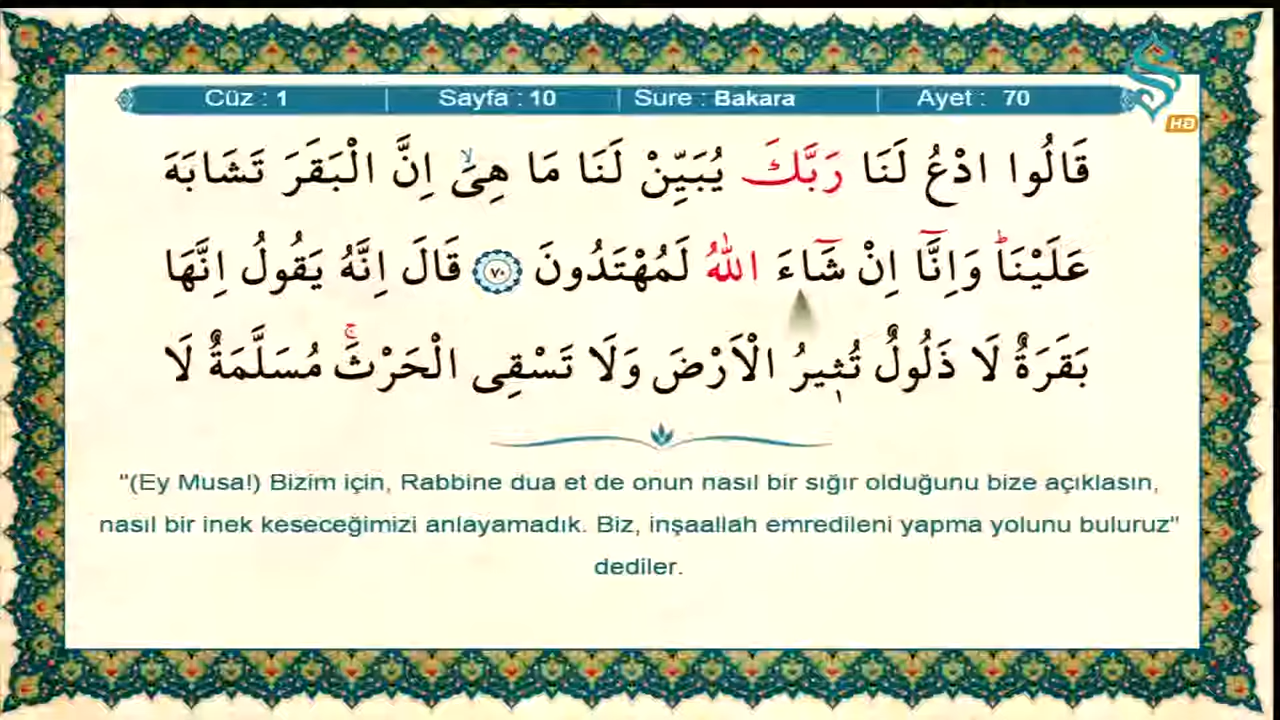 Cüz : 1 | Sayfa : 10 | Sure : Bakara | Ayet : 70
HD
قَالُوا ادْعُ لَنَا رَبَّكَ يُبَيِّنْ لَنَا مَا هِىَۙ اِنَّ الْبَقَرَ تَشَابَهَ
عَلَيْنَاۜ وَاِنَّٓا اِنْ شَٓاءَ اللّٰهُ لَمُهْتَدُونَ ﴿٧٠﴾ قَالَ اِنَّهُ يَقُولُ اِنَّهَا
بَقَرَةٌ لَا ذَلُولٌ تُثِيرُ الْاَرْضَ وَلَا تَسْقِى الْحَرْثَۚ مُسَلَّمَةٌ لَا
"(Ey Musa!) Bizim için, Rabbine dua et de onun nasıl bir sığır olduğunu bize açıklasın,
nasıl bir inek keseceğimizi anlayamadık. Biz, inşaallah emredileni yapma yolunu buluruz"
dediler.